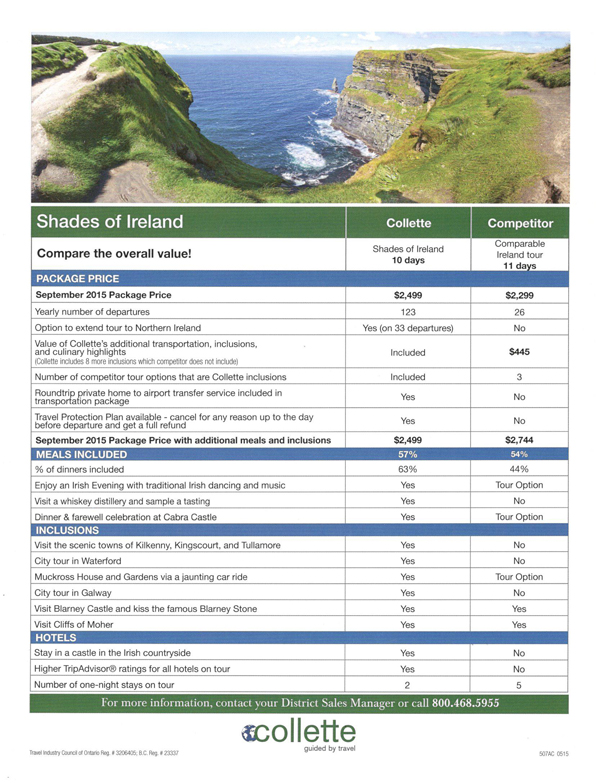 Shades of Ireland Collette Competitor
Compare the overall value! Shades of Ireland 10 days Comparable Ireland tour 11 days
PACKAGE PRICE
September 2015 Package Price $2,499 $2,299
Yearly number of departures 123 26
Option to extend tour to Northern Ireland Yes (on 33 departures) No
Value of Collette's additional transportation, inclusions,
and culinary highlights Included $445
(Collette includes 8 more inclusions which competitor does not include)
Number of competitor tour options that are Collette inclusions Included 3
Roundtrip private home to airport transfer service included in
transportation package Yes No
Travel Protection Plan available - cancel for any reason up to the day
before departure and get a full refund Yes No
September 2015 Package Price with additional meals and inclusions $2,499 $2,744
MEALS INCLUDED 57% 54%
% of dinners included 63% 44%
Enjoy an Irish Evening with traditional Irish dancing and music Yes Tour Option
Visit a whiskey distillery and sample a tasting Yes No
Dinner & farewell celebration at Cabra Castle Yes Tour Option
INCLUSIONS
Visit the scenic towns of Kilkenny, Kingscourt, and Tullamore Yes No
City tour in Waterford Yes No
Muckross House and Gardens via a jaunting car ride Yes Tour Option
City tour in Galway Yes No
Visit Blarney Castle and kiss the famous Blarney Stone Yes Yes
Visit Cliffs of Moher Yes Yes
HOTELS
Stay in a castle in the Irish countryside Yes No
Higher TripAdvisor® ratings for all hotels on tour Yes No
Number of one-night stays on tour 2 5
For more information, contact your District Sales Manager or call 800.468.5955
collette
guided by travel
Travel Industry Council of Ontario Reg. # 3206405; B.C. Reg. # 23337 507AC 0515